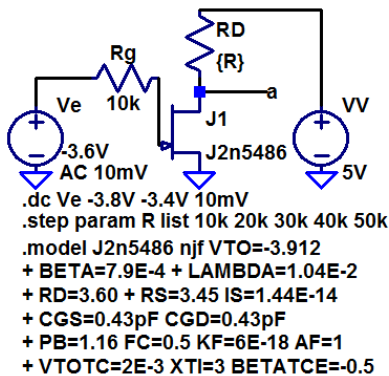 Rg
10k
RD
{R}
a
Ve
-3.6V
AC 10mV
J1
J2n5486
VV
5V
.dc Ve -3.8V -3.4V 10mV
.step param R list 10k 20k 30k 40k 50k
.model J2n5486 njf VTO=-3.912
+ BETA=7.9E-4 + LAMBDA=1.04E-2
+ RD=3.60 + RS=3.45 IS=1.44E-14
+ CGS=0.43pF CGD=0.43pF
+ PB=1.16 FC=0.5 KF=6E-18 AF=1
+ VTOTC=2E-3 XTI=3 BETATCE=-0.5